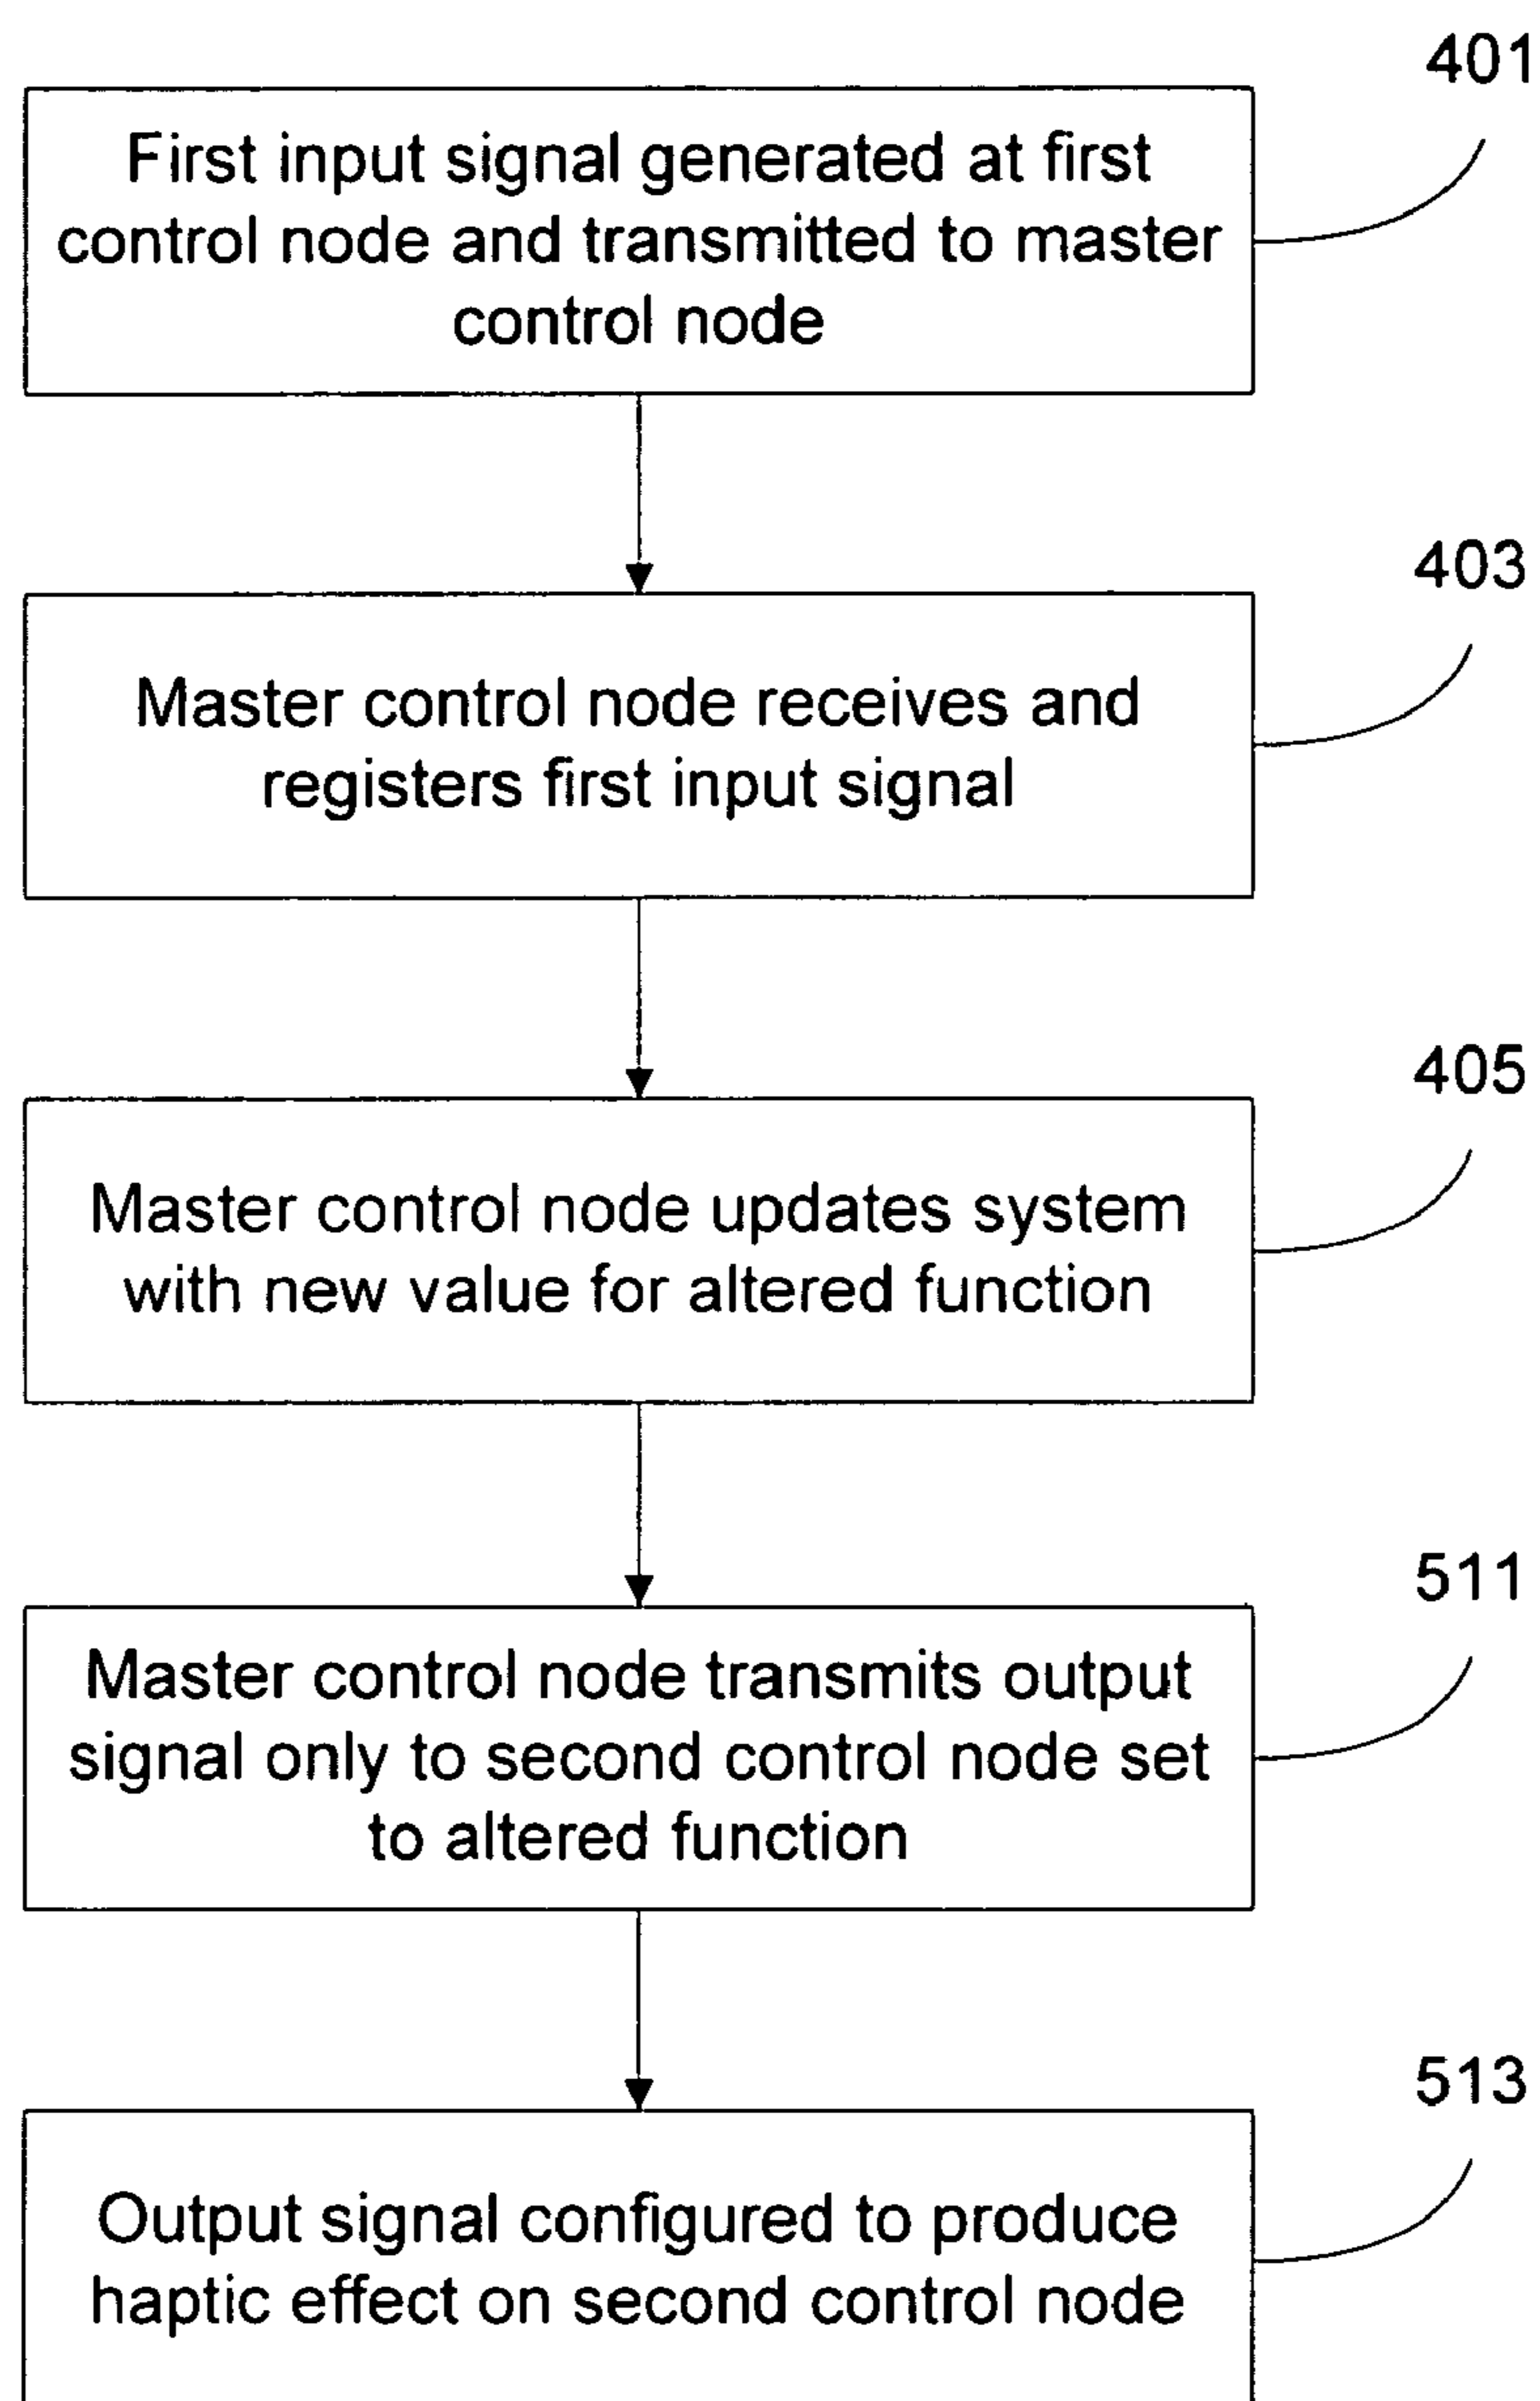 401
First input signal generated at first
control node and transmitted to master
control node
403
Master control node receives and
registers first input signal
405
Master control node updates system
with new value for altered function
511
Master control node transmits output
signal only to second control node set
to altered function
513
Output signal configured to produce
haptic effect on second control node